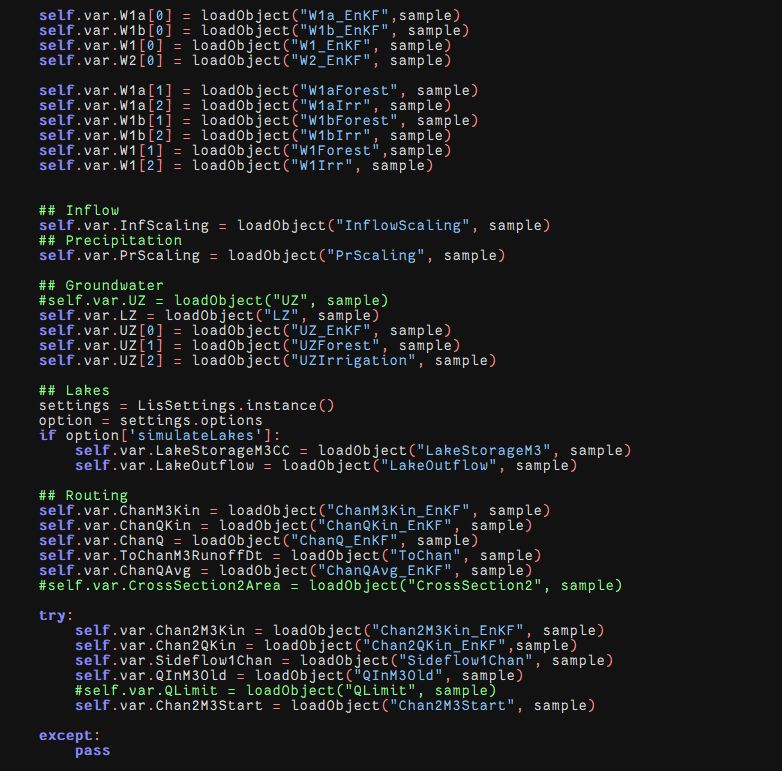 self.var.W1a[0] = loadObject("W1a_EnKF",sample)
self.var.W1b[0] = loadObject("W1b_EnKF", sample)
self.var.W1[0] = loadObject("W1_EnKF", sample)
self.var.W2[0] = loadObject("W2_EnKF", sample)

self.var.W1a[1] = loadObject("W1aForest", sample)
self.var.W1a[2] = loadObject("W1aIrr", sample)
self.var.W1b[1] = loadObject("W1bForest", sample)
self.var.W1b[2] = loadObject("W1bIrr", sample)
self.var.W1[1] = loadObject("W1Forest",sample)
self.var.W1[2] = loadObject("W1Irr", sample)

## Inflow
self.var.InfScaling = loadObject("InflowScaling", sample)
## Precipitation
self.var.PrScaling = loadObject("PrScaling", sample)

## Groundwater
#self.var.UZ = loadObject("UZ", sample)
self.var.LZ = loadObject("LZ", sample)
self.var.UZ[0] = loadObject("UZ_EnKF", sample)
self.var.UZ[1] = loadObject("UZForest", sample)
self.var.UZ[2] = loadObject("UZIrrigation", sample)

## Lakes
settings = LisSettings.instance()
option = settings.options
if option['simulateLakes']:
    self.var.LakeStorageM3CC = loadObject("LakeStorageM3", sample)
    self.var.LakeOutflow = loadObject("LakeOutflow", sample)

## Routing
self.var.ChanM3Kin = loadObject("ChanM3Kin_EnKF", sample)
self.var.ChanQKin = loadObject("ChanQKin_EnKF", sample)
self.var.ChanQ = loadObject("ChanQ_EnKF", sample)
self.var.ToChanM3RunoffDt = loadObject("ToChan", sample)
self.var.ChanQAvg = loadObject("ChanQAvg_EnKF", sample)
#self.var.CrossSection2Area = loadObject("CrossSection2", sample)

try:
    self.var.Chan2M3Kin = loadObject("Chan2M3Kin_EnKF", sample)
    self.var.Chan2QKin = loadObject("Chan2QKin_EnKF",sample)
    self.var.Sideflow1Chan = loadObject("Sideflow1Chan", sample)
    self.var.QInM3Old = loadObject("QInM3Old", sample)
    #self.var.QLimit = loadObject("QLimit", sample)
    self.var.Chan2M3Start = loadObject("Chan2M3Start", sample)

except:
    pass